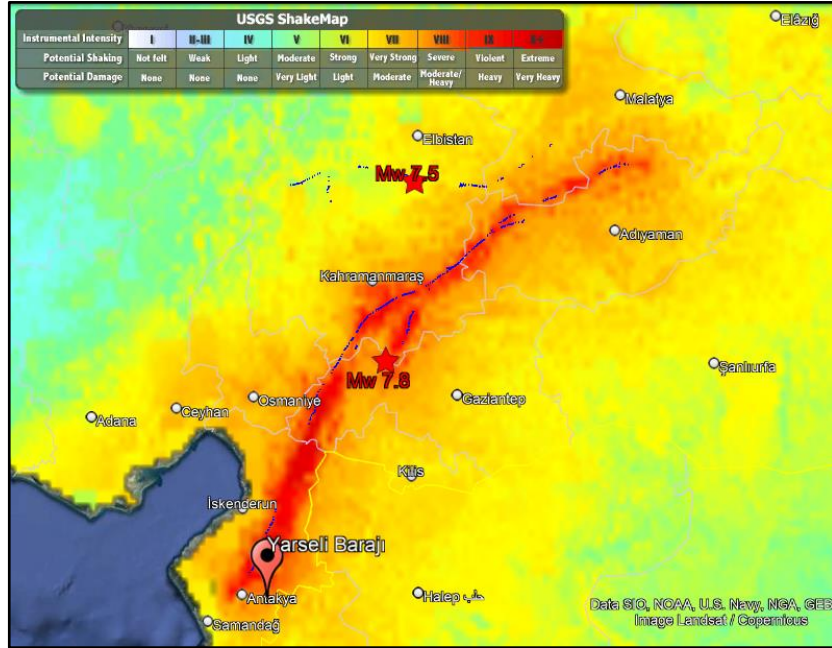 USGS ShakeMap
Instrumental Intensity I II-III IV V VI VII VIII IX X+
Potential Shaking Not felt Weak Light Moderate Strong Very Strong Severe Violent Extreme
Potential Damage None None None Very Light Light Moderate Moderate/ Heavy Heavy Very Heavy
Elâzığ
Malatya
Elbistan
Mw 7.5
Adıyaman
Kahramanmaraş
Şanlıurfa
Mw 7.8
Gaziantep
Osmaniye
Ceyhan
Adana
Kilis
İskenderun
Yarseli Barajı
Antakya
Halep حلب
Samandağ
Data SIO, NOAA, U.S. Navy, NGA, GEB
Image Landsat / Copernicus